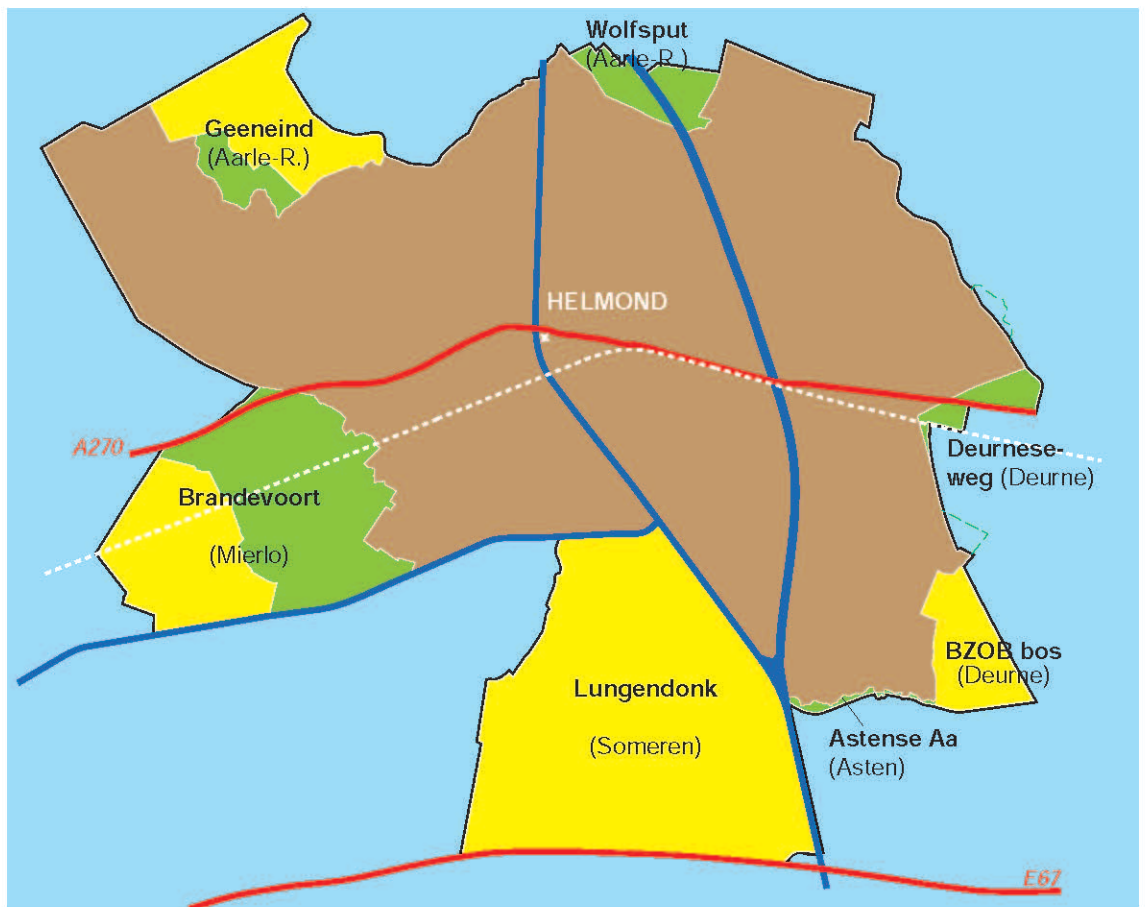 Wolfsput
(Aarle-R.)
Geeneind
(Aarle-R.)
HELMOND
A270
Brandevoort
(Mierlo)
Deurnese-
weg (Deurne)
BZOB bos
(Deurne)
Lungendonk
(Someren)
Astense Aa
(Asten)
E67